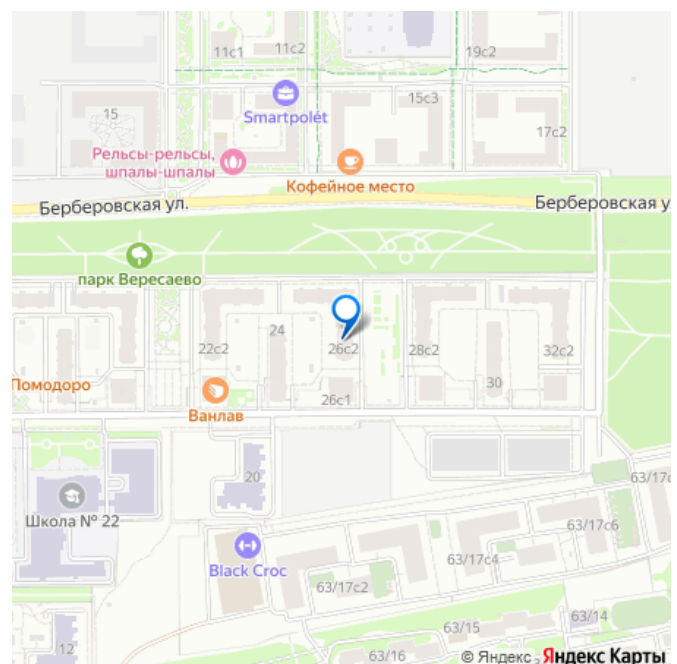 11с1
11с2
19с2
Smartpolet
15с3
15
17с2
Рельсы-рельсы,
шпалы-шпалы
Кофейное место
Берберовская ул.
Берберовская у
парк Вересаево
22с2
24
26с2
28с2
32с2
30
Помодоро
Ванлав
26с1
20
63/17с
Школа № 22
63/17с6
Black Croc
63/17с4
63/17с2
63/14
63/15
12
63/16
© Яндекс
Яндекс Карты